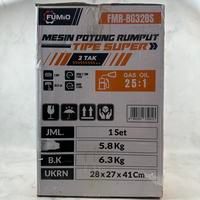 FUMIO
FMR-BG320S
MESIN POTONG RUMPUT
TIPE SUPER
2 TAK
GAS OIL
25:1
JML. 1 Set
5.8 Kg
B.K 6.3 Kg
UKRN 28 x 27 x 41 Cm